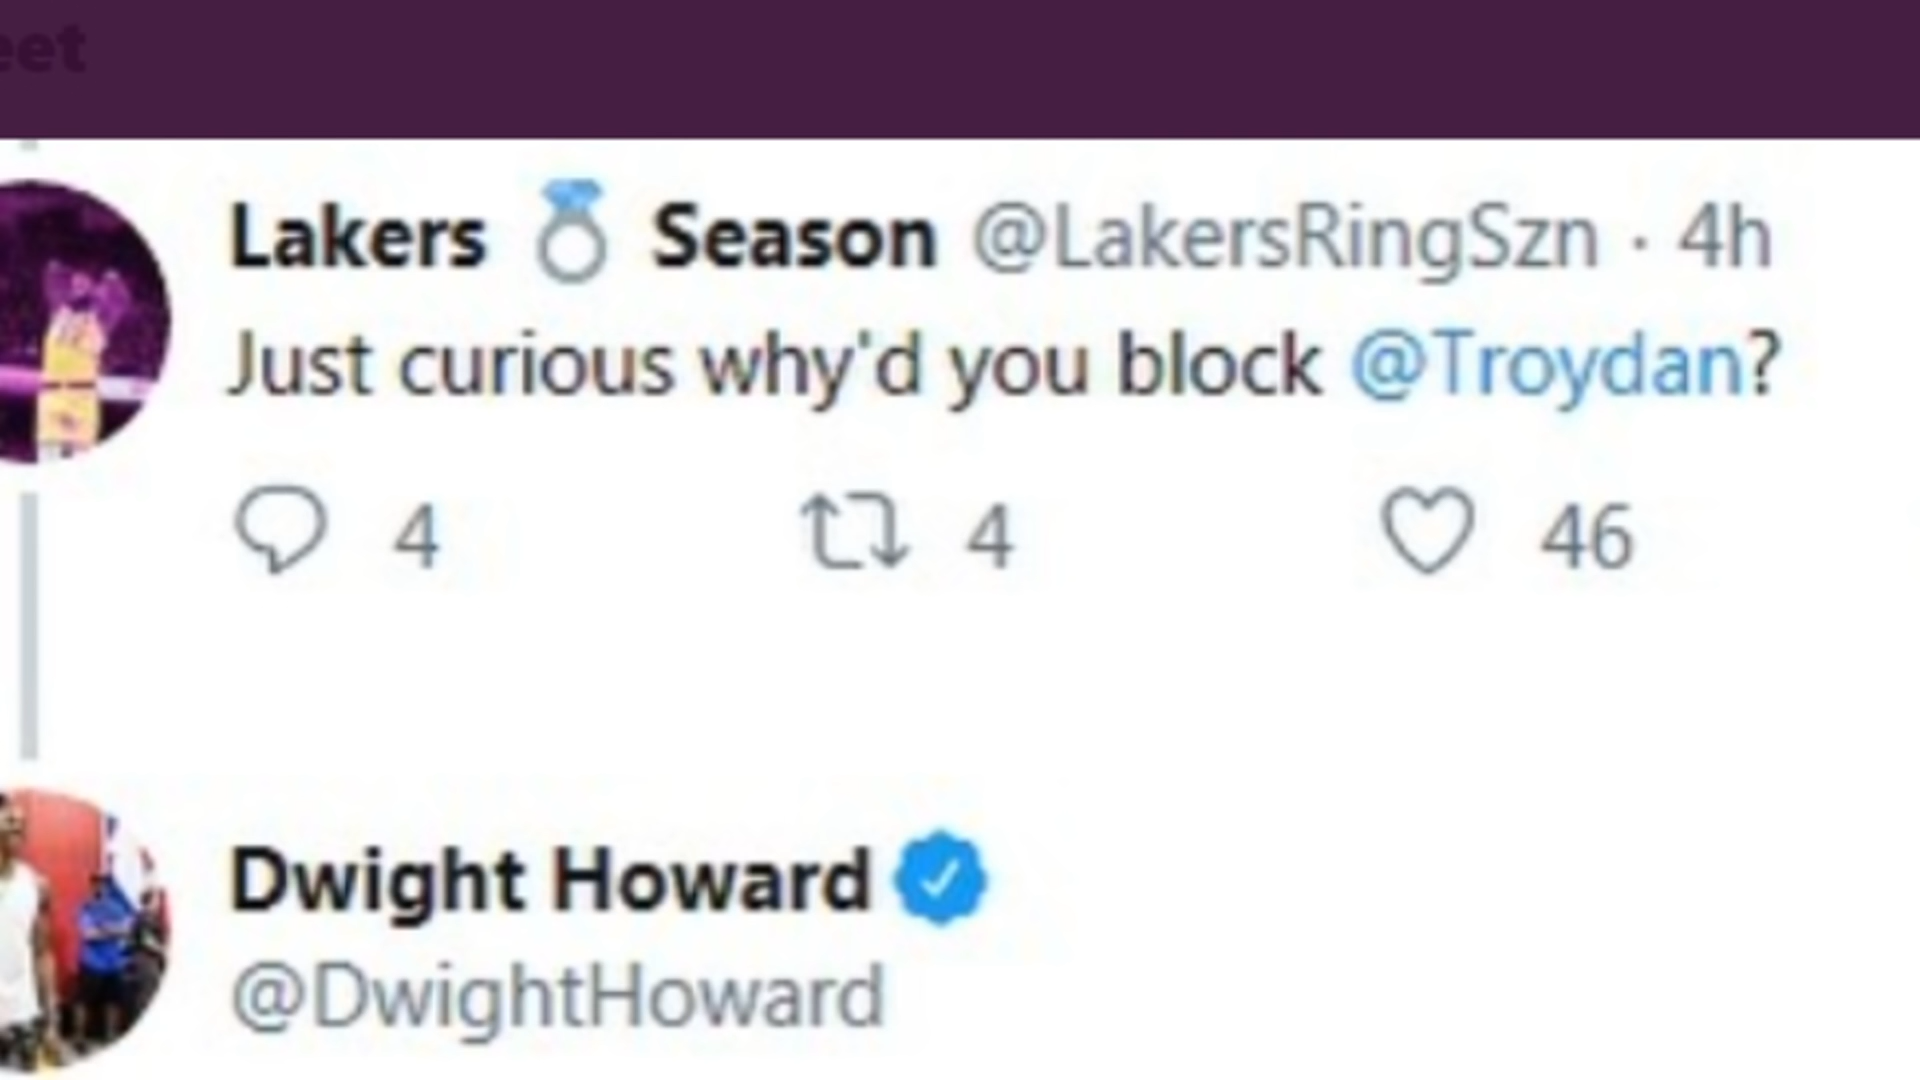 eet
Lakers 💍 Season @LakersRingSzn · 4h
Just curious why'd you block @Troydan?
4 4 46
Dwight Howard
@DwightHoward